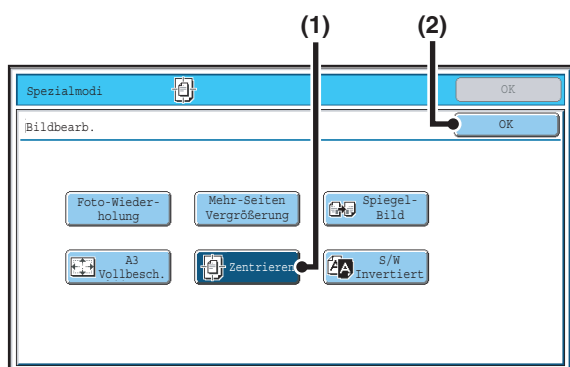 (1) (2)
Spezialmodi OK
Bildbearb. OK
Foto-Wieder-
holung
Mehr-Seiten
Vergrößerung
Spiegel-
Bild
A3
Vollbesch.
Zentrieren
S/W
Invertiert